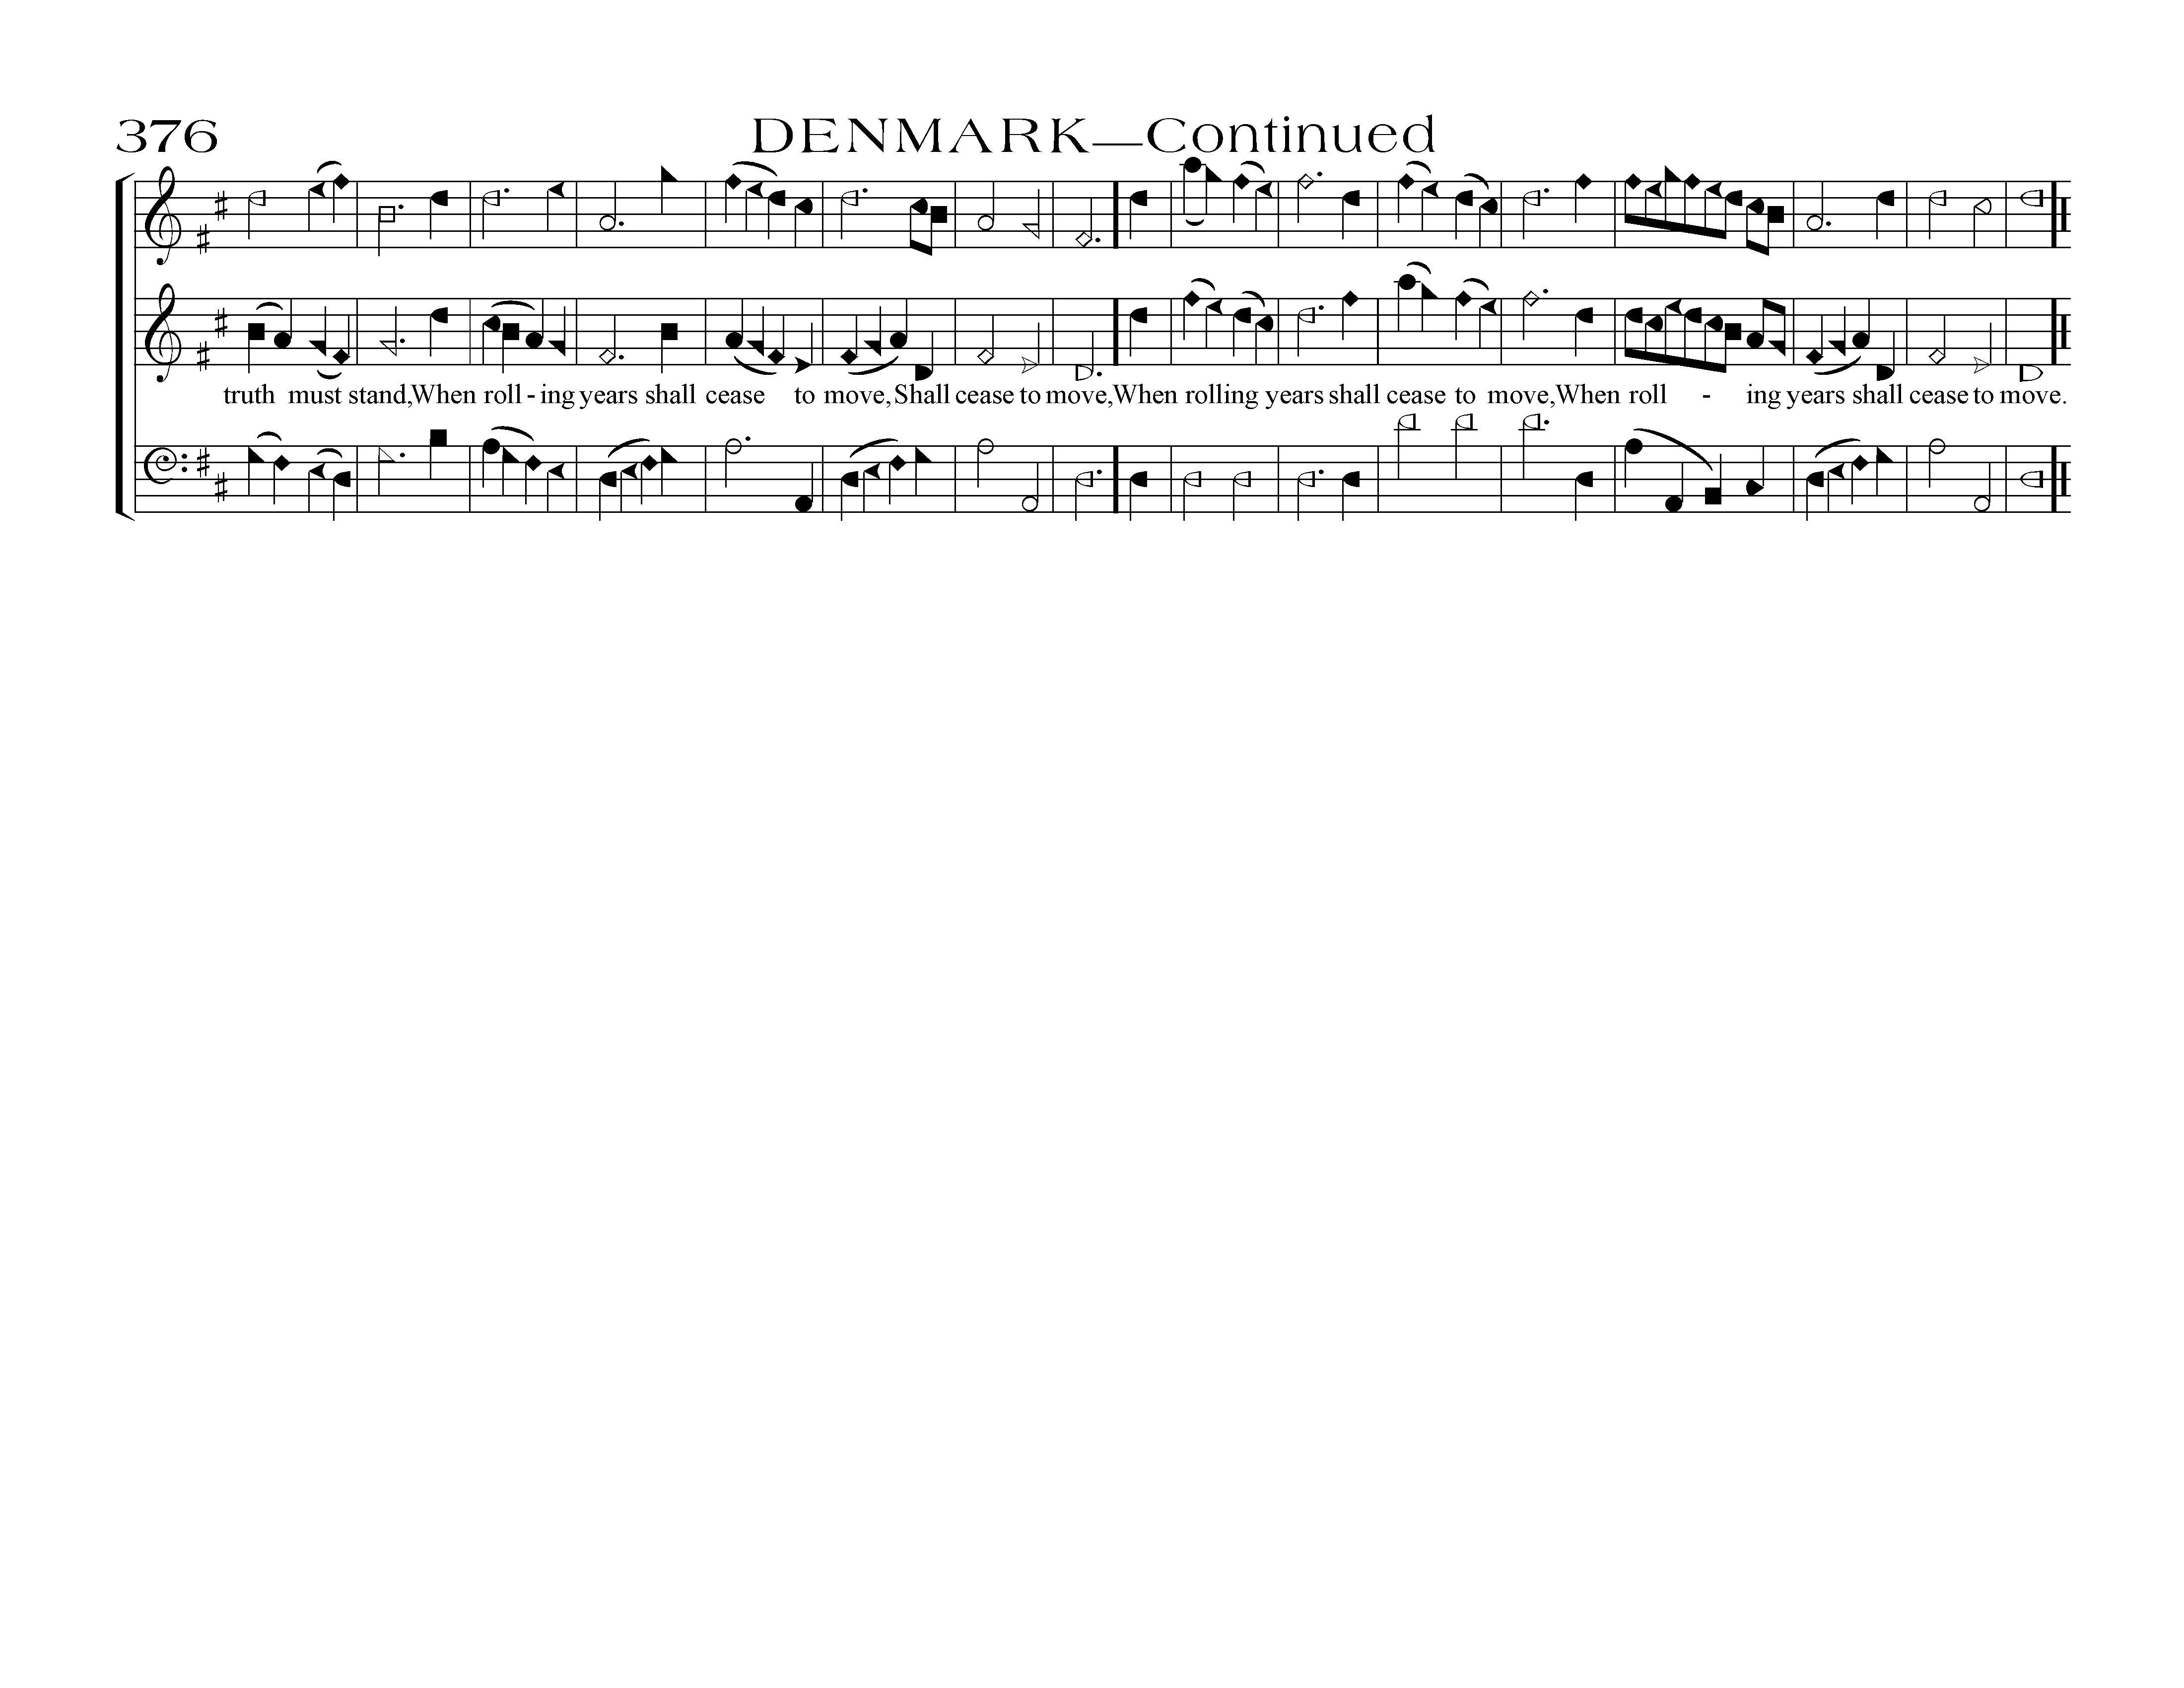 376 DENMARK—Continued
truth must stand, When roll - ing years shall cease to move, Shall cease to move, When rolling years shall cease to move, When roll - ing years shall cease to move.